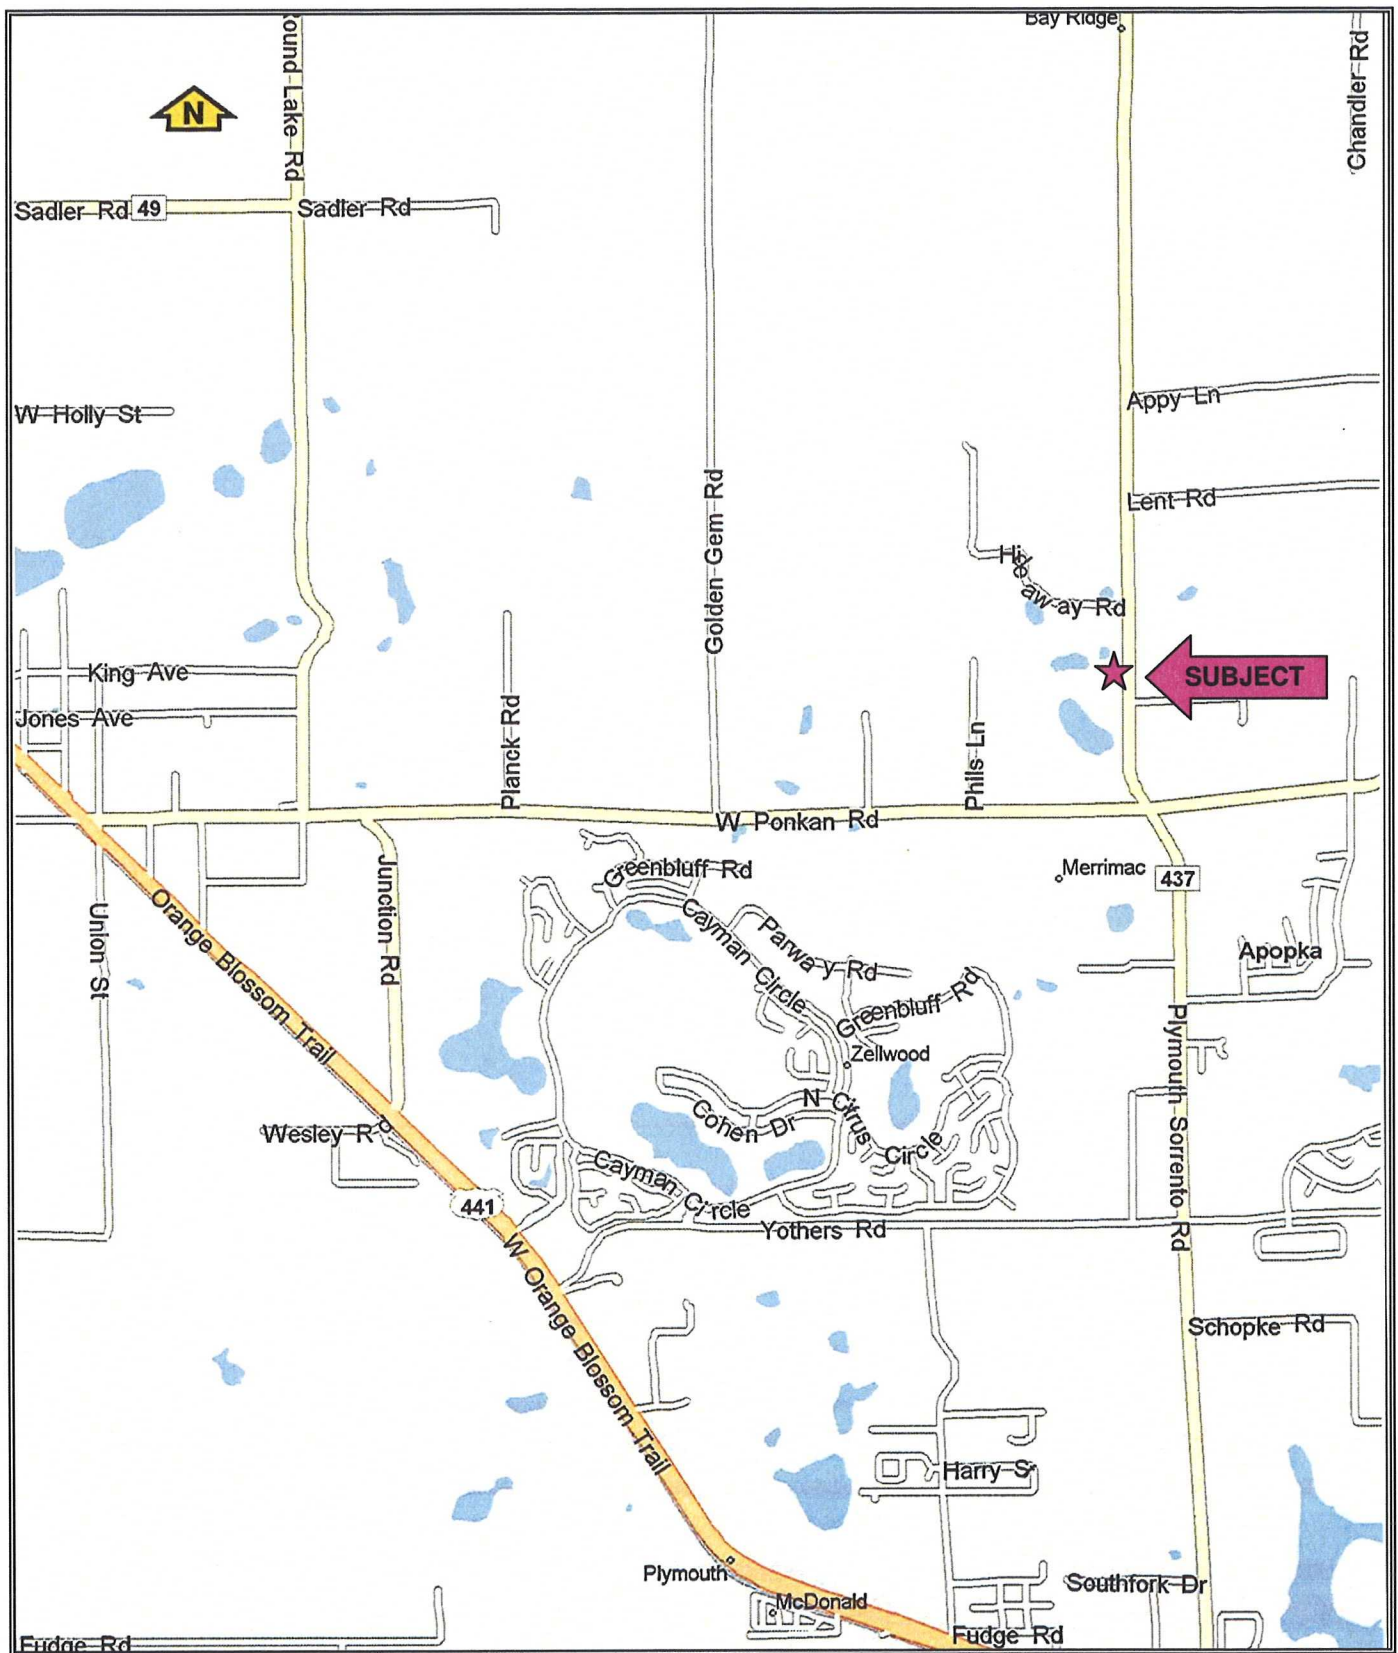 Bay Ridge
Chandler Rd
ound Lake Rd
N
Sadler Rd 49 Sadler Rd
W Holly St
Appy Ln
Lent Rd
Golden Gem Rd
Hideaway Rd
King Ave
SUBJECT
Jones Ave
Planck Rd
Phils Ln
W Ponkan Rd
Greenbluff Rd
Merrimac
437
Junction Rd
Union St
Orange Blossom Trail
Cayman Circle
Parwa y Rd
Apopka
Greenbluff Rd
Zellwood
Plymouth Sorrento Rd
N Citrus Circle
Cohen Dr
Wesley Rd
Cayman Circle
441
Yothers Rd
W Orange Blossom Trail
Schopke Rd
Harry St
Plymouth
McDonald
Southfork Dr
Fudge Rd
Fudge Rd